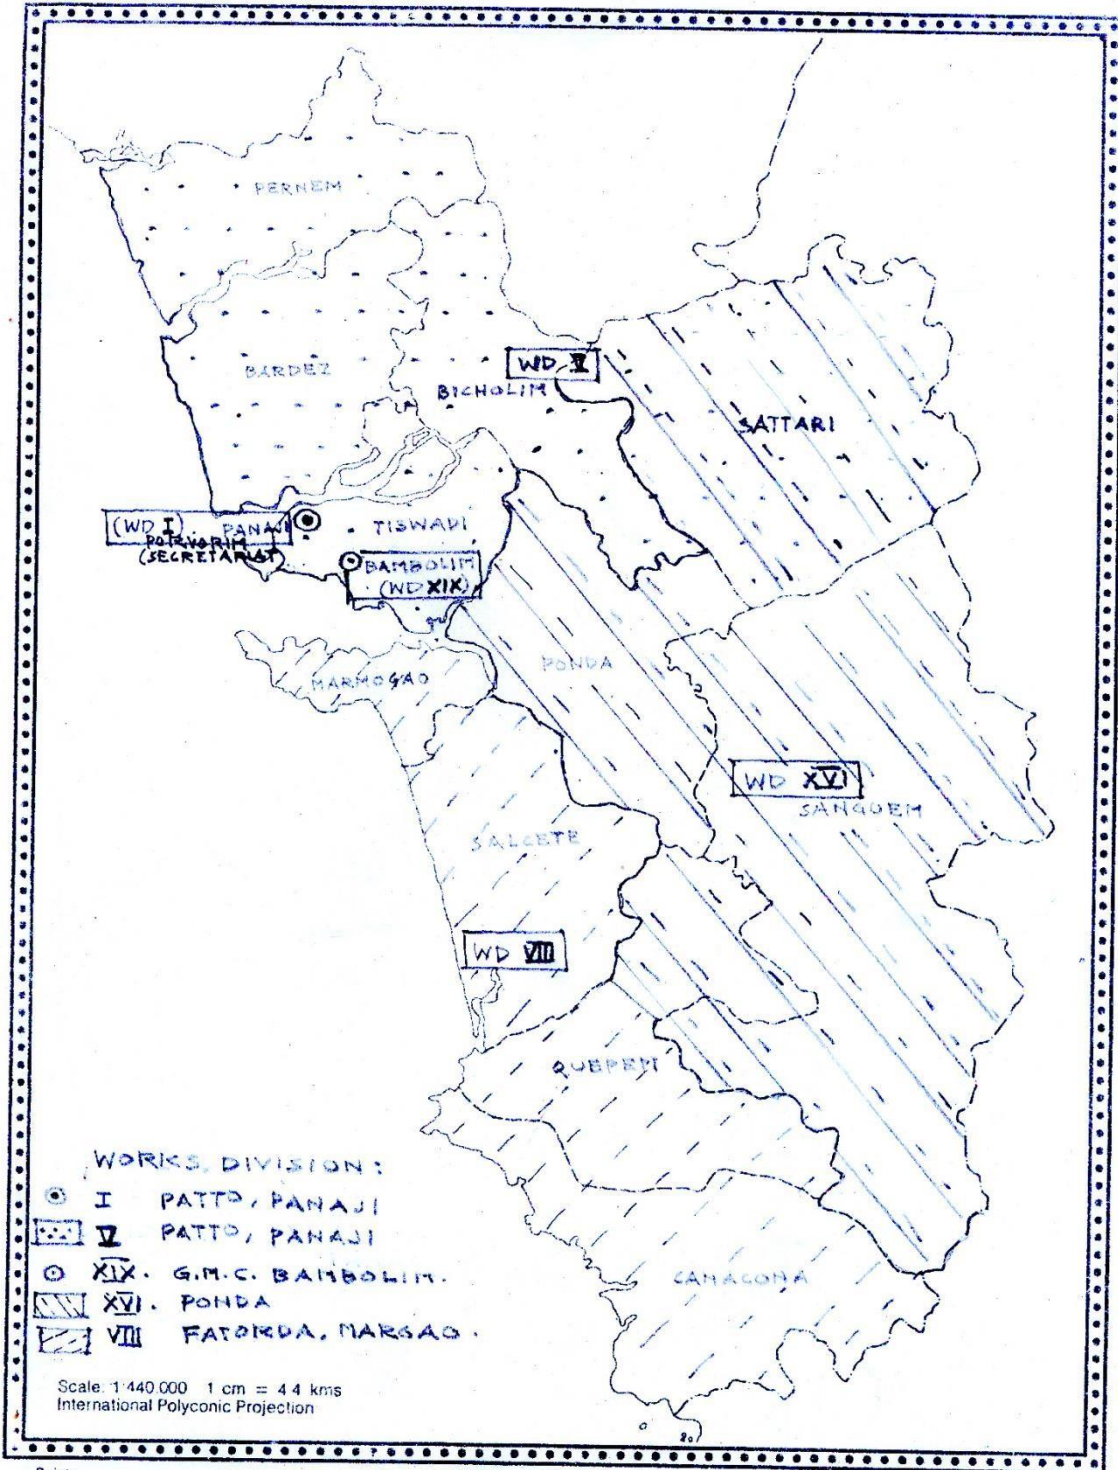 PERNEM
BARDEZ
WD V
BICHOLIM
SATTARI
(WD I) PANAJI
PORVORIM
(SECRETARIAT)
TISWADI
BAMBOLIM
(WD XIX)
MARMOGAO
PONDA
WD XVI
SANGUEM
SALCETE
WD VIII
QUEPEM
CANACONA
WORKS DIVISION:
I PATTO, PANAJI
V PATTO, PANAJI
XIX. G.M.C. BAMBOLIM.
XVI. PONDA
VIII FATORDA, MARGAO.
Scale: 1:440.000 1 cm = 4.4 kms
International Polyconic Projection